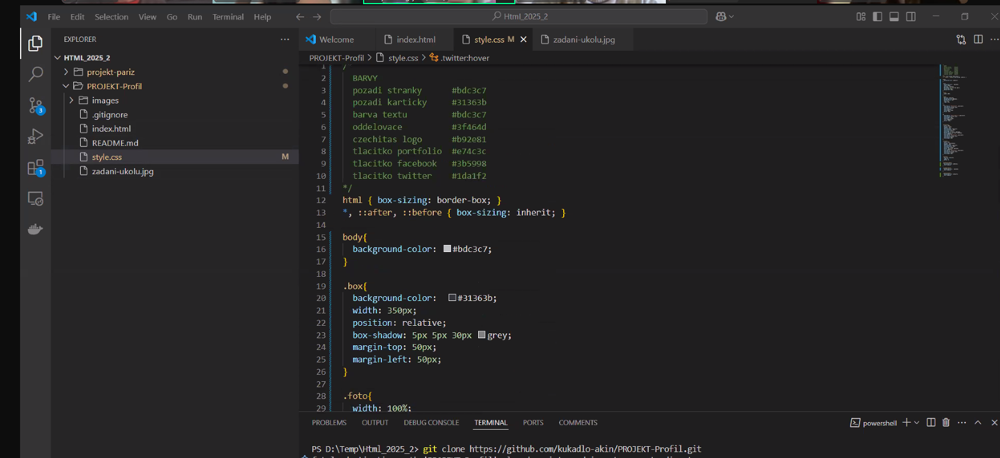 File Edit Selection View Go Run Terminal Help
Html_2025_2
EXPLORER
HTML_2025_2
projekt-pariz
PROJEKT-Profil
images
.gitignore
index.html
README.md
style.css M
zadani-ukolu.jpg
3
1
Welcome index.html style.css M zadani-ukolu.jpg
PROJEKT-Profil > style.css > .twitter:hover
1 /*
2 BARVY
3 pozadi stranky #bdc3c7
4 pozadi karticky #31363b
5 barva textu #bdc3c7
6 oddelovace #3f464d
7 czechitas logo #b92e81
8 tlacitko portfolio #e74c3c
9 tlacitko facebook #3b5998
10 tlacitko twitter #1da1f2
11 */
12 html { box-sizing: border-box; }
13 *, ::after, ::before { box-sizing: inherit; }
14
15 body{
16 background-color: #bdc3c7;
17 }
18
19 .box{
20 background-color: #31363b;
21 width: 350px;
22 position: relative;
23 box-shadow: 5px 5px 30px grey;
24 margin-top: 50px;
25 margin-left: 50px;
26 }
27
28 .foto{
29 width: 100%;
PROBLEMS OUTPUT DEBUG CONSOLE TERMINAL PORTS COMMENTS
powershell
PS D:\Temp\Html_2025_2> git clone https://github.com/kukadlo-akin/PROJEKT-Profil.git